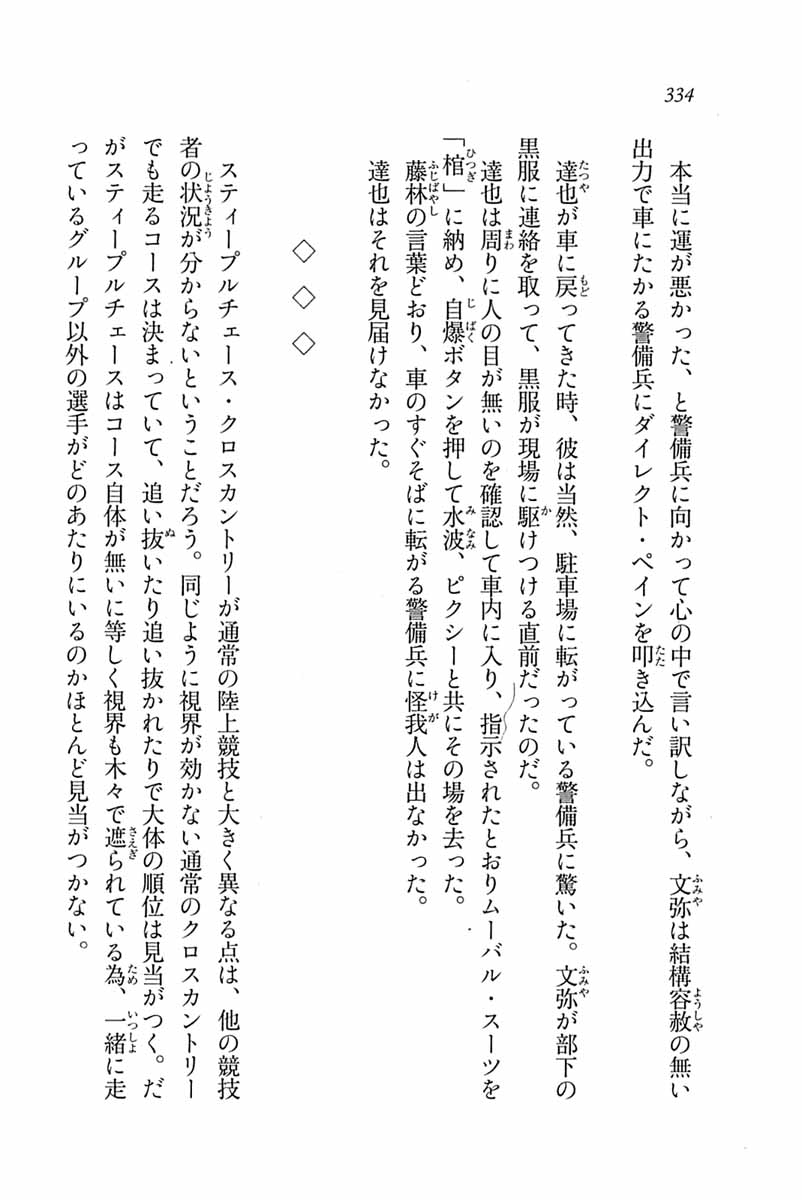 334
本当に運が悪かった、と警備兵に向かって心の中で言い訳しながら、文弥は結構容赦の無い
出力で車にたかる警備兵にダイレクト・ペインを叩き込んだ。
達也が車に戻ってきた時、彼は当然、駐車場に転がっている警備兵に驚いた。文弥が部下の
黒服に連絡を取って、黒服が現場に駆けつける直前だったのだ。
達也は周りに人の目が無いのを確認して車内に入り、指示されたとおりムーバル・スーツを
「棺」に納め、自爆ボタンを押して水波、ピクシーと共にその場を去った。
藤林の言葉どおり、車のすぐそばに転がる警備兵に怪我人は出なかった。
達也はそれを見届けなかった。
◇ ◇ ◇
スティープルチェース・クロスカントリーが通常の陸上競技と大きく異なる点は、他の競技
者の状況が分からないということだろう。同じように視界が効かない通常のクロスカントリー
でも走るコースは決まっていて、追い抜いたり追い抜かれたりで大体の順位は見当がつく。だ
がスティープルチェースはコース自体が無いに等しく視界も木々で遮られている為、一緒に走
っているグループ以外の選手がどのあたりにいるのかほとんど見当がつかない。